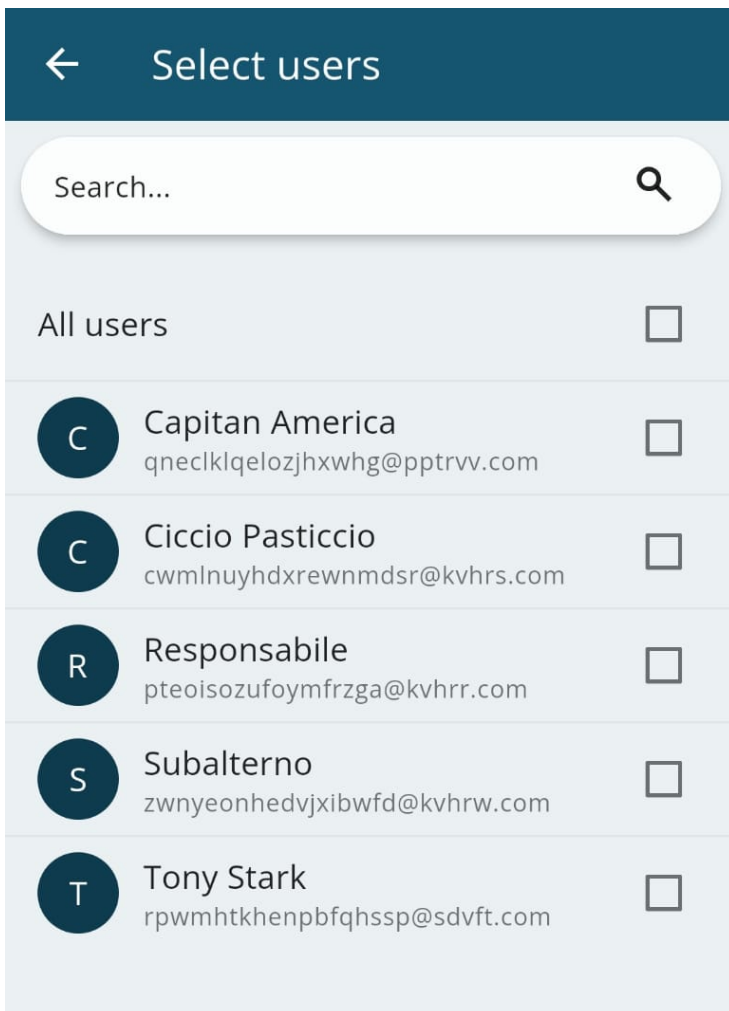 Select users
Search...
All users
C
Capitan America
qneclklqelozjhxwhg@pptrvv.com
C
Ciccio Pasticcio
cwmlnuyhdxrewnmdsr@kvhrs.com
R
Responsabile
pteoisozufoymfrzga@kvhrr.com
S
Subalterno
zwnyeonhedvjxibwfd@kvhrw.com
T
Tony Stark
rpwmhtkhenpbfqhssp@sdvft.com